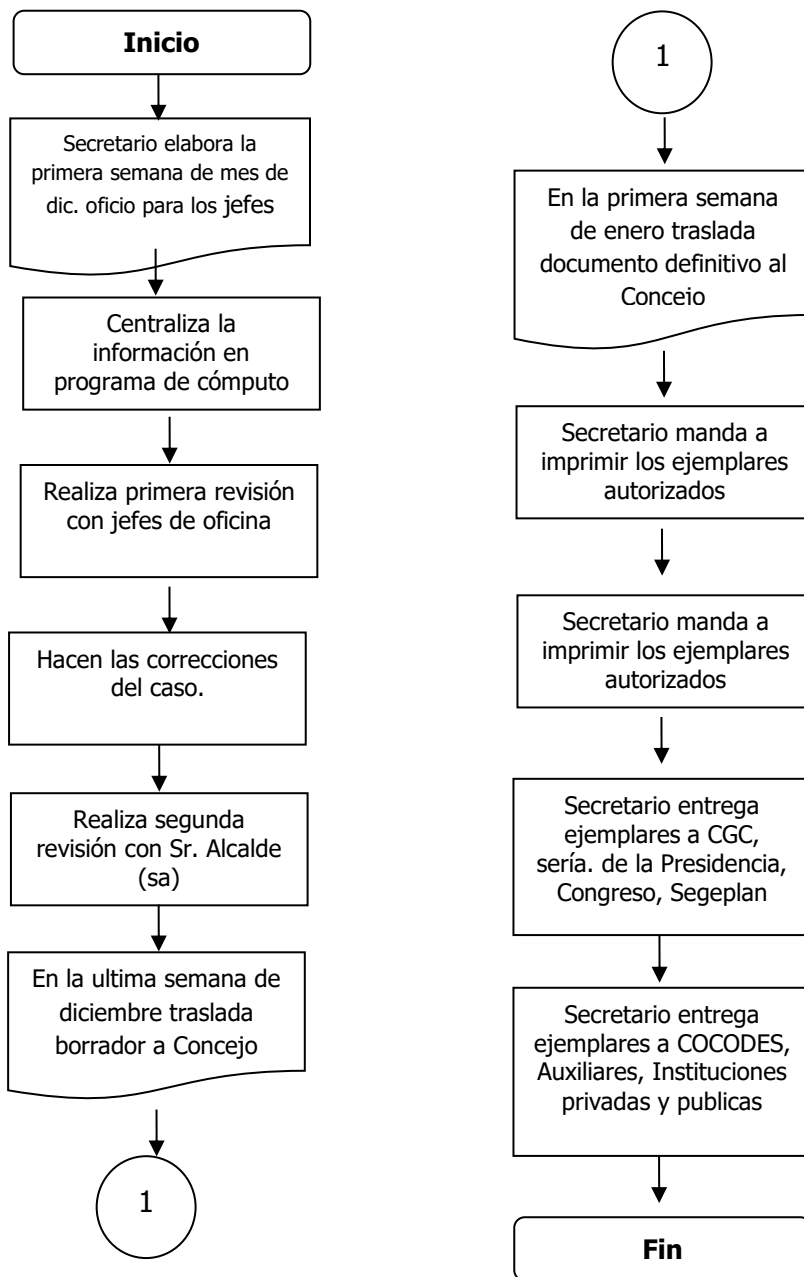 Inicio
Secretario elabora la
primera semana de mes de
dic. oficio para los jefes
Centraliza la
información en
programa de cómputo
Realiza primera revisión
con jefes de oficina
Hacen las correcciones
del caso.
Realiza segunda
revisión con Sr. Alcalde
(sa)
En la ultima semana de
diciembre traslada
borrador a Concejo
1
1
En la primera semana
de enero traslada
documento definitivo al
Concejo
Secretario manda a
imprimir los ejemplares
autorizados
Secretario manda a
imprimir los ejemplares
autorizados
Secretario entrega
ejemplares a CGC,
sería. de la Presidencia,
Congreso, Segeplan
Secretario entrega
ejemplares a COCODES,
Auxiliares, Instituciones
privadas y publicas
Fin